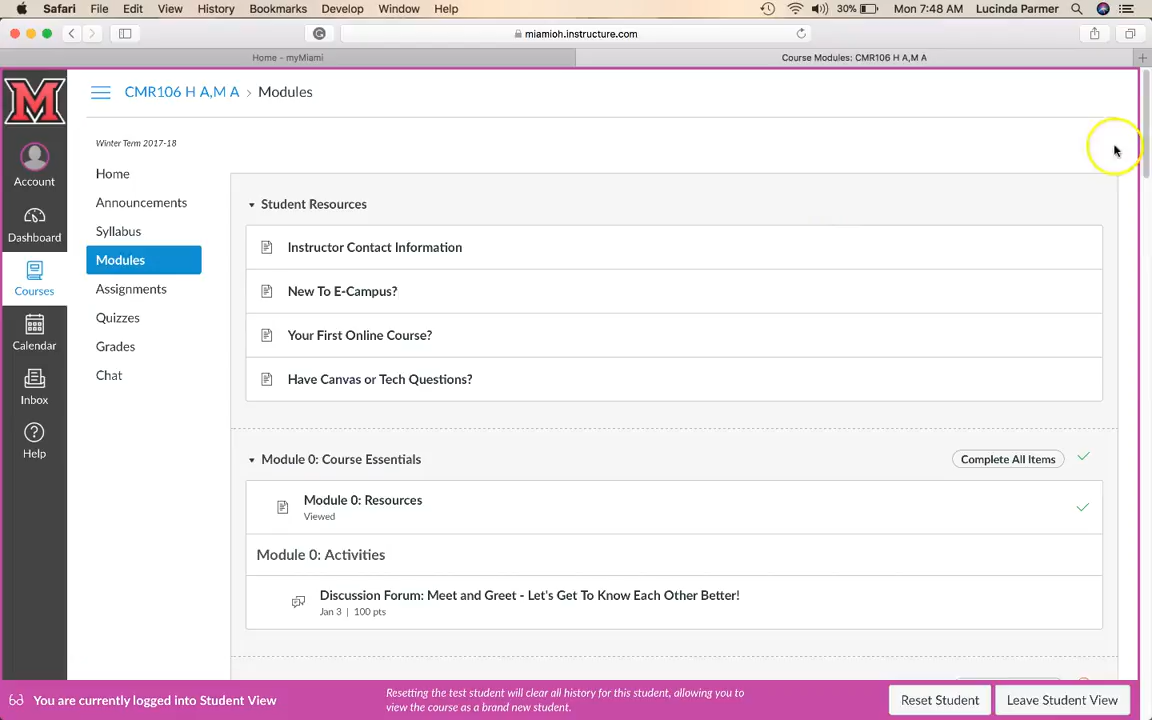 Safari File Edit View History Bookmarks Develop Window Help 30% Mon 7:48 AM Lucinda Parmer
miamioh.instructure.com
Home - myMiami Course Modules: CMR106 H A,M A
M
CMR106 H A,M A > Modules
Winter Term 2017-18
Account
Dashboard
Courses
Calendar
Inbox
Help
Home
Announcements
Syllabus
Modules
Assignments
Quizzes
Grades
Chat
Student Resources
Instructor Contact Information
New To E-Campus?
Your First Online Course?
Have Canvas or Tech Questions?
Module 0: Course Essentials Complete All Items
Module 0: Resources
Viewed
Module 0: Activities
Discussion Forum: Meet and Greet - Let's Get To Know Each Other Better!
Jan 3 | 100 pts
You are currently logged into Student View
Resetting the test student will clear all history for this student, allowing you to
view the course as a brand new student.
Reset Student Leave Student View